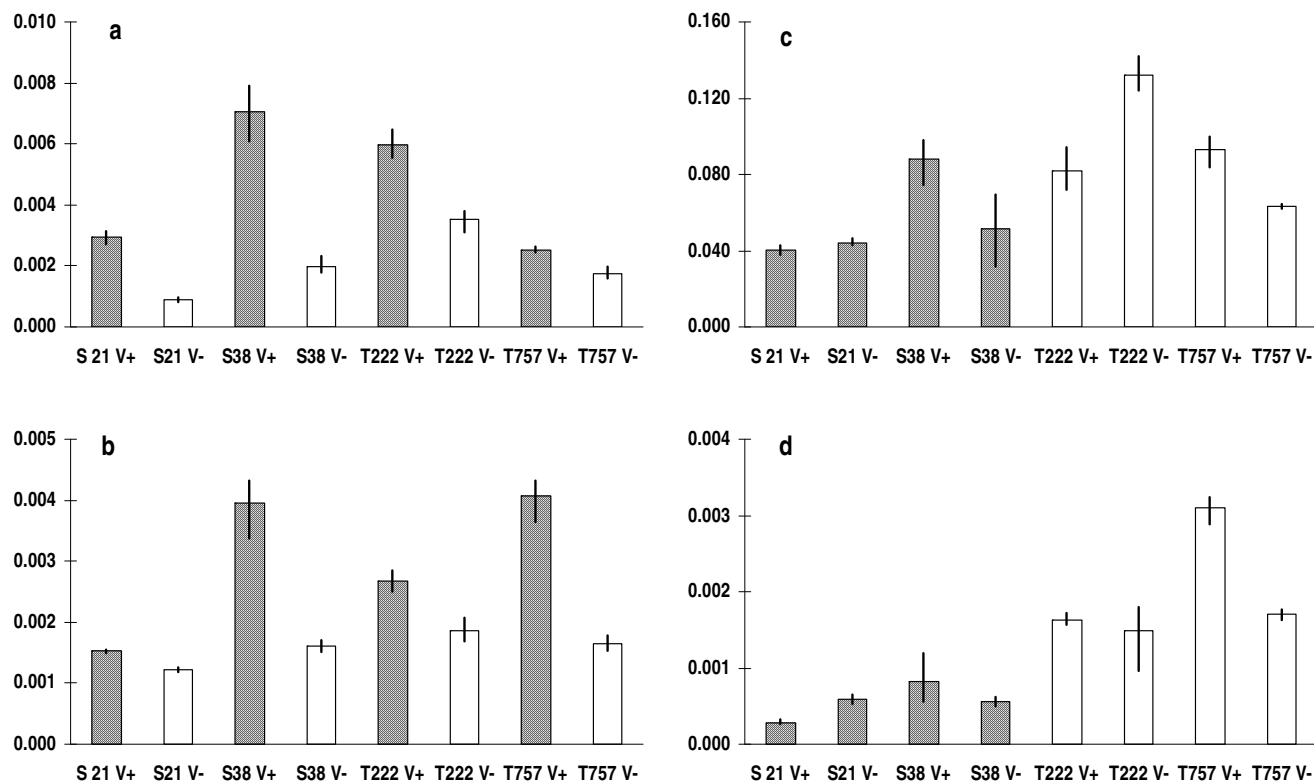 a
0.010
0.008
0.006
0.004
0.002
0.000
S 21 V+ S21 V- S38 V+ S38 V- T222 V+ T222 V- T757 V+ T757 V-
c
0.160
0.120
0.080
0.040
0.000
S 21 V+ S21 V- S38 V+ S38 V- T222 V+ T222 V- T757 V+ T757 V-
b
0.005
0.004
0.003
0.002
0.001
0.000
S 21 V+ S21 V- S38 V+ S38 V- T222 V+ T222 V- T757 V+ T757 V-
d
0.004
0.003
0.002
0.001
0.000
S 21 V+ S21 V- S38 V+ S38 V- T222 V+ T222 V- T757 V+ T757 V-